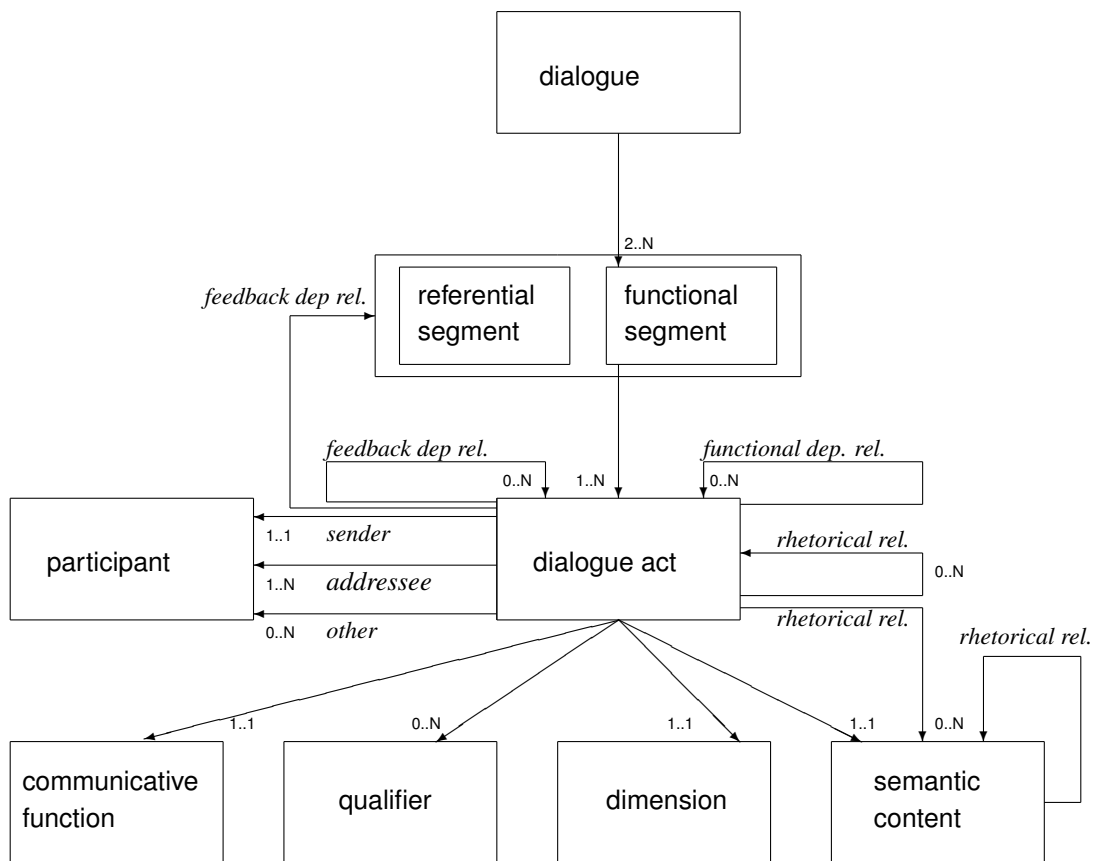 dialogue
2..N
referential
segment
functional
segment
feedback dep rel.
feedback dep rel.
functional dep. rel.
0..N
1..N
0..N
participant
1..1
sender
1..N
addressee
0..N
other
dialogue act
rhetorical rel.
0..N
rhetorical rel.
rhetorical rel.
1..1
0..N
1..1
1..1
0..N
communicative
function
qualifier
dimension
semantic
content